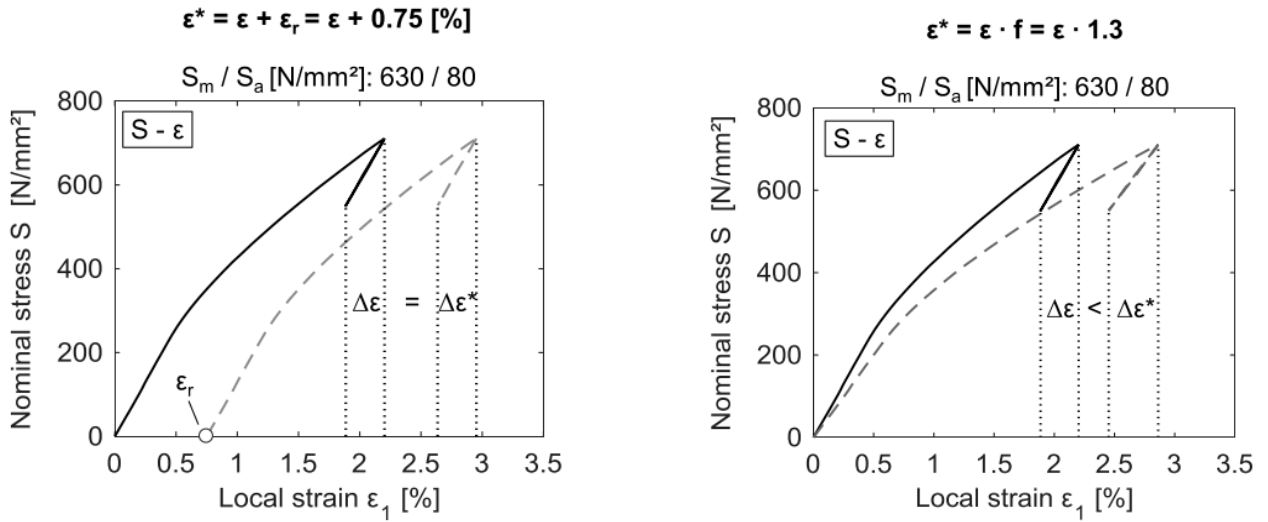 ε* = ε + εᵣ = ε + 0.75 [%]
Sₘ / Sₐ [N/mm²]: 630 / 80
800
600
400
200
0
Nominal stress S [N/mm²]
S - ε
Δε = Δε*
εᵣ
0 0.5 1 1.5 2 2.5 3 3.5
Local strain ε₁ [%]
ε* = ε · f = ε · 1.3
Sₘ / Sₐ [N/mm²]: 630 / 80
800
600
400
200
0
Nominal stress S [N/mm²]
S - ε
Δε < Δε*
0 0.5 1 1.5 2 2.5 3 3.5
Local strain ε₁ [%]